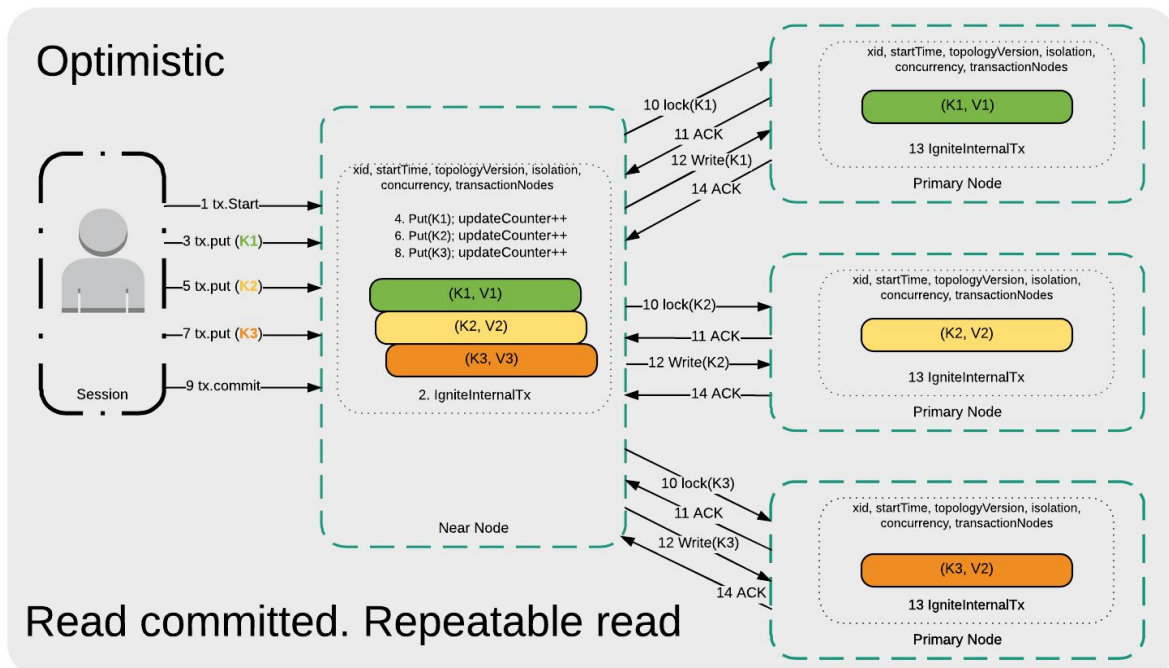 Optimistic
Session
1 tx.Start
3 tx.put (K1)
5 tx.put (K2)
7 tx.put (K3)
9 tx.commit
xid, startTime, topologyVersion, isolation,
concurrency, transactionNodes
4. Put(K1); updateCounter++
6. Put(K2); updateCounter++
8. Put(K3); updateCounter++
(K1, V1)
(K2, V2)
(K3, V3)
2. IgniteInternalTx
Near Node
10 lock(K1)
11 ACK
12 Write(K1)
14 ACK
10 lock(K2)
11 ACK
12 Write(K2)
14 ACK
10 lock(K3)
11 ACK
12 Write(K3)
14 ACK
xid, startTime, topologyVersion, isolation,
concurrency, transactionNodes
(K1, V1)
13 IgniteInternalTx
Primary Node
xid, startTime, topologyVersion, isolation,
concurrency, transactionNodes
(K2, V2)
13 IgniteInternalTx
Primary Node
xid, startTime, topologyVersion, isolation,
concurrency, transactionNodes
(K3, V2)
13 IgniteInternalTx
Primary Node
Read committed. Repeatable read